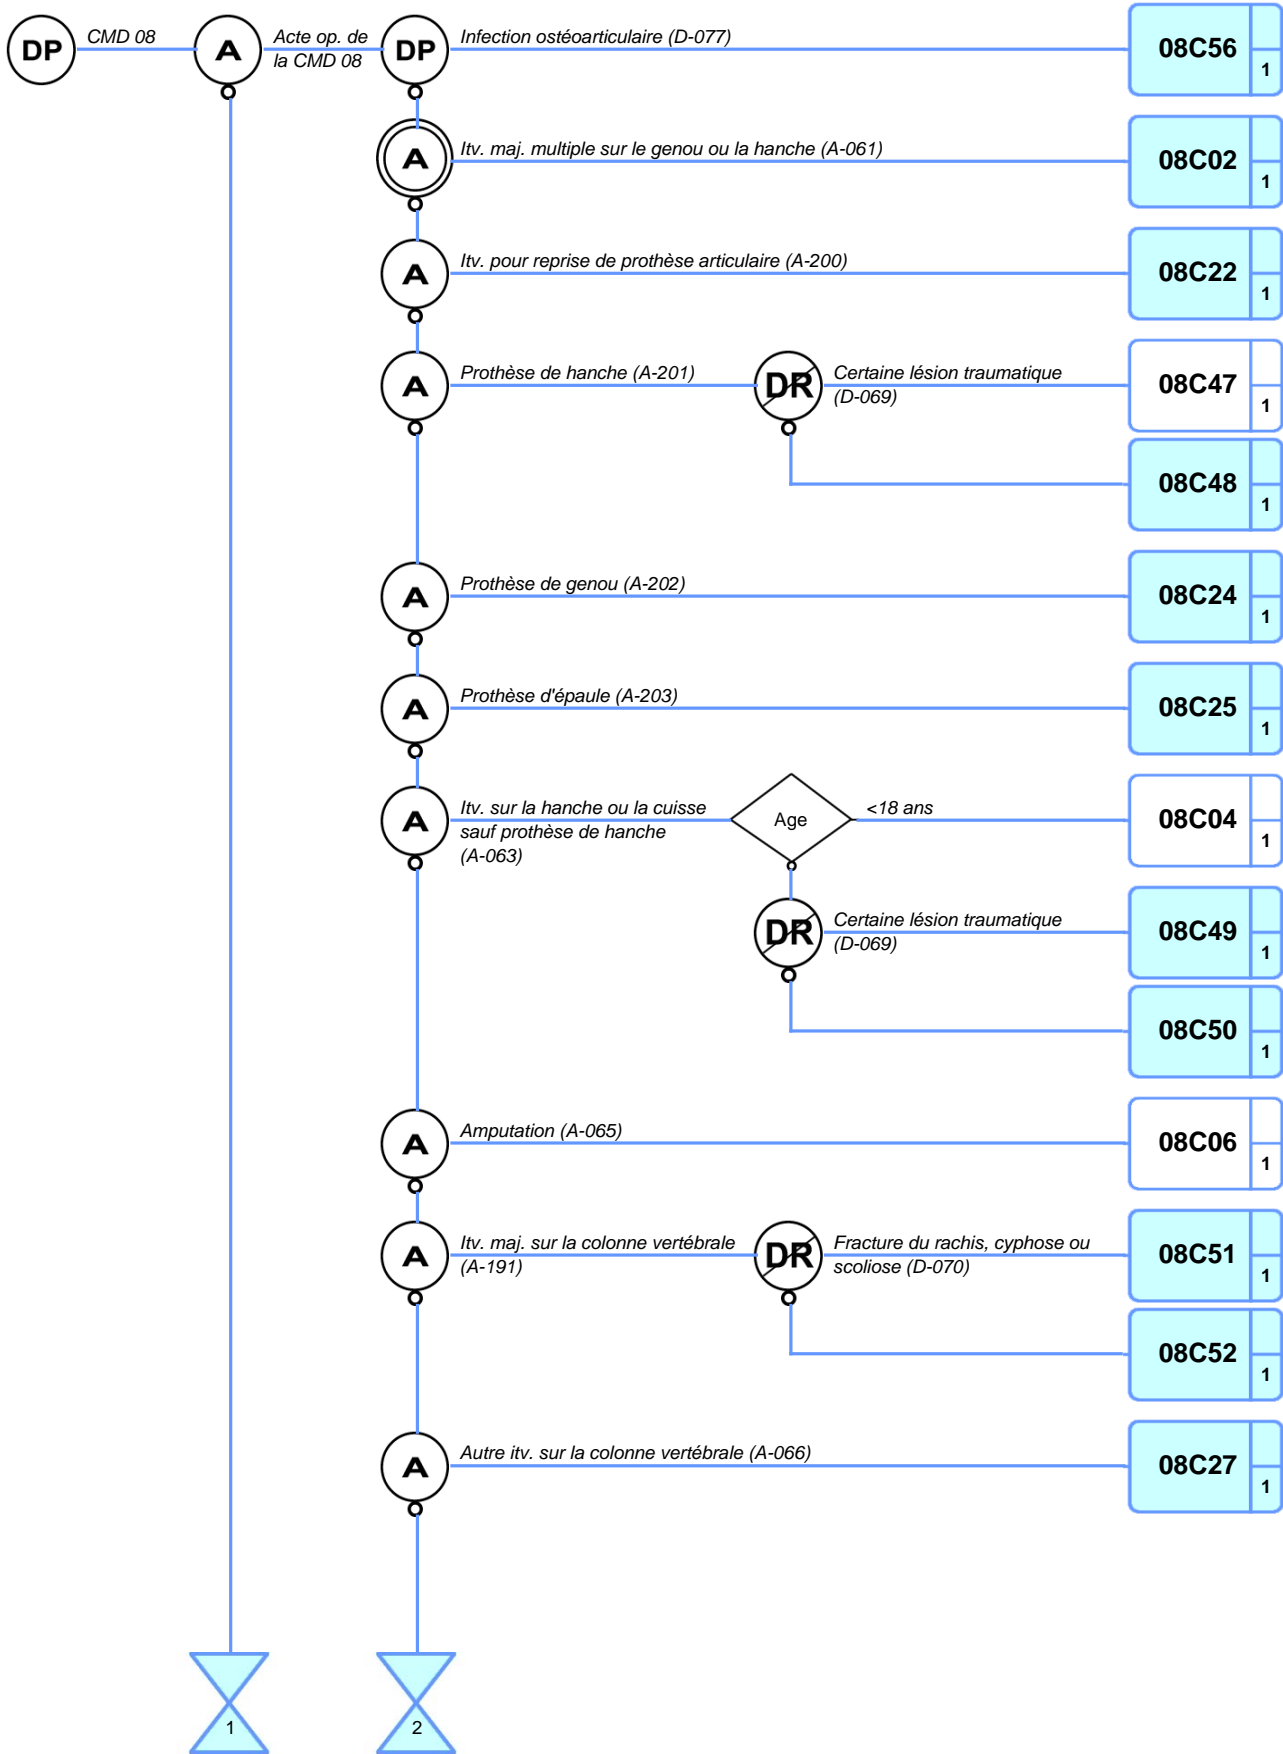 DP
CMD 08
A
Acte op. de
la CMD 08
DP
Infection ostéoarticulaire (D-077)
08C56
1
A
Itv. maj. multiple sur le genou ou la hanche (A-061)
08C02
1
A
Itv. pour reprise de prothèse articulaire (A-200)
08C22
1
A
Prothèse de hanche (A-201)
DR
Certaine lésion traumatique
(D-069)
08C47
1
08C48
1
A
Prothèse de genou (A-202)
08C24
1
A
Prothèse d'épaule (A-203)
08C25
1
A
Itv. sur la hanche ou la cuisse
sauf prothèse de hanche
(A-063)
Age
<18 ans
08C04
1
DR
Certaine lésion traumatique
(D-069)
08C49
1
08C50
1
A
Amputation (A-065)
08C06
1
A
Itv. maj. sur la colonne vertébrale
(A-191)
DR
Fracture du rachis, cyphose ou
scoliose (D-070)
08C51
1
08C52
1
A
Autre itv. sur la colonne vertébrale (A-066)
08C27
1
1
2